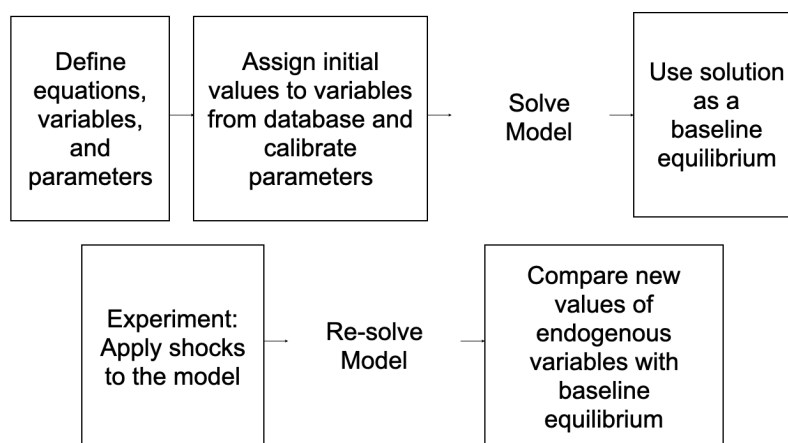 Define
equations,
variables,
and
parameters
Assign initial
values to variables
from database and
calibrate
parameters
Solve
Model
Use solution
as a
baseline
equilibrium
Experiment:
Apply shocks
to the model
Re-solve
Model
Compare new
values of
endogenous
variables with
baseline
equilibrium